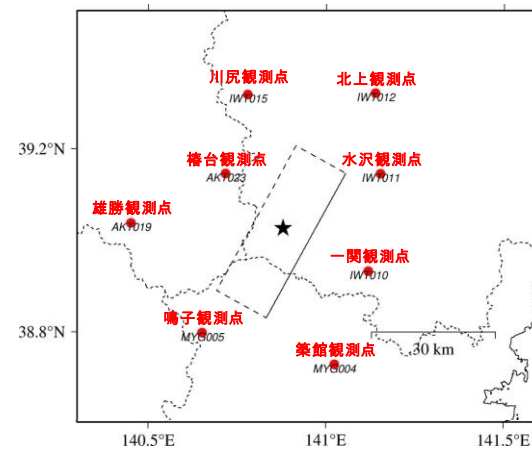 川尻観測点
北上観測点
IWT015
IWT012
39.2°
椿台観測点
水沢観測点
AKT023
IWT011
雄勝観測点
AKT019
一関観測点
IWT010
鳴子観測点
38.8°N
MYG005
築館観測点
30 km
MYG004
140.5°E
141°E
141.5°E